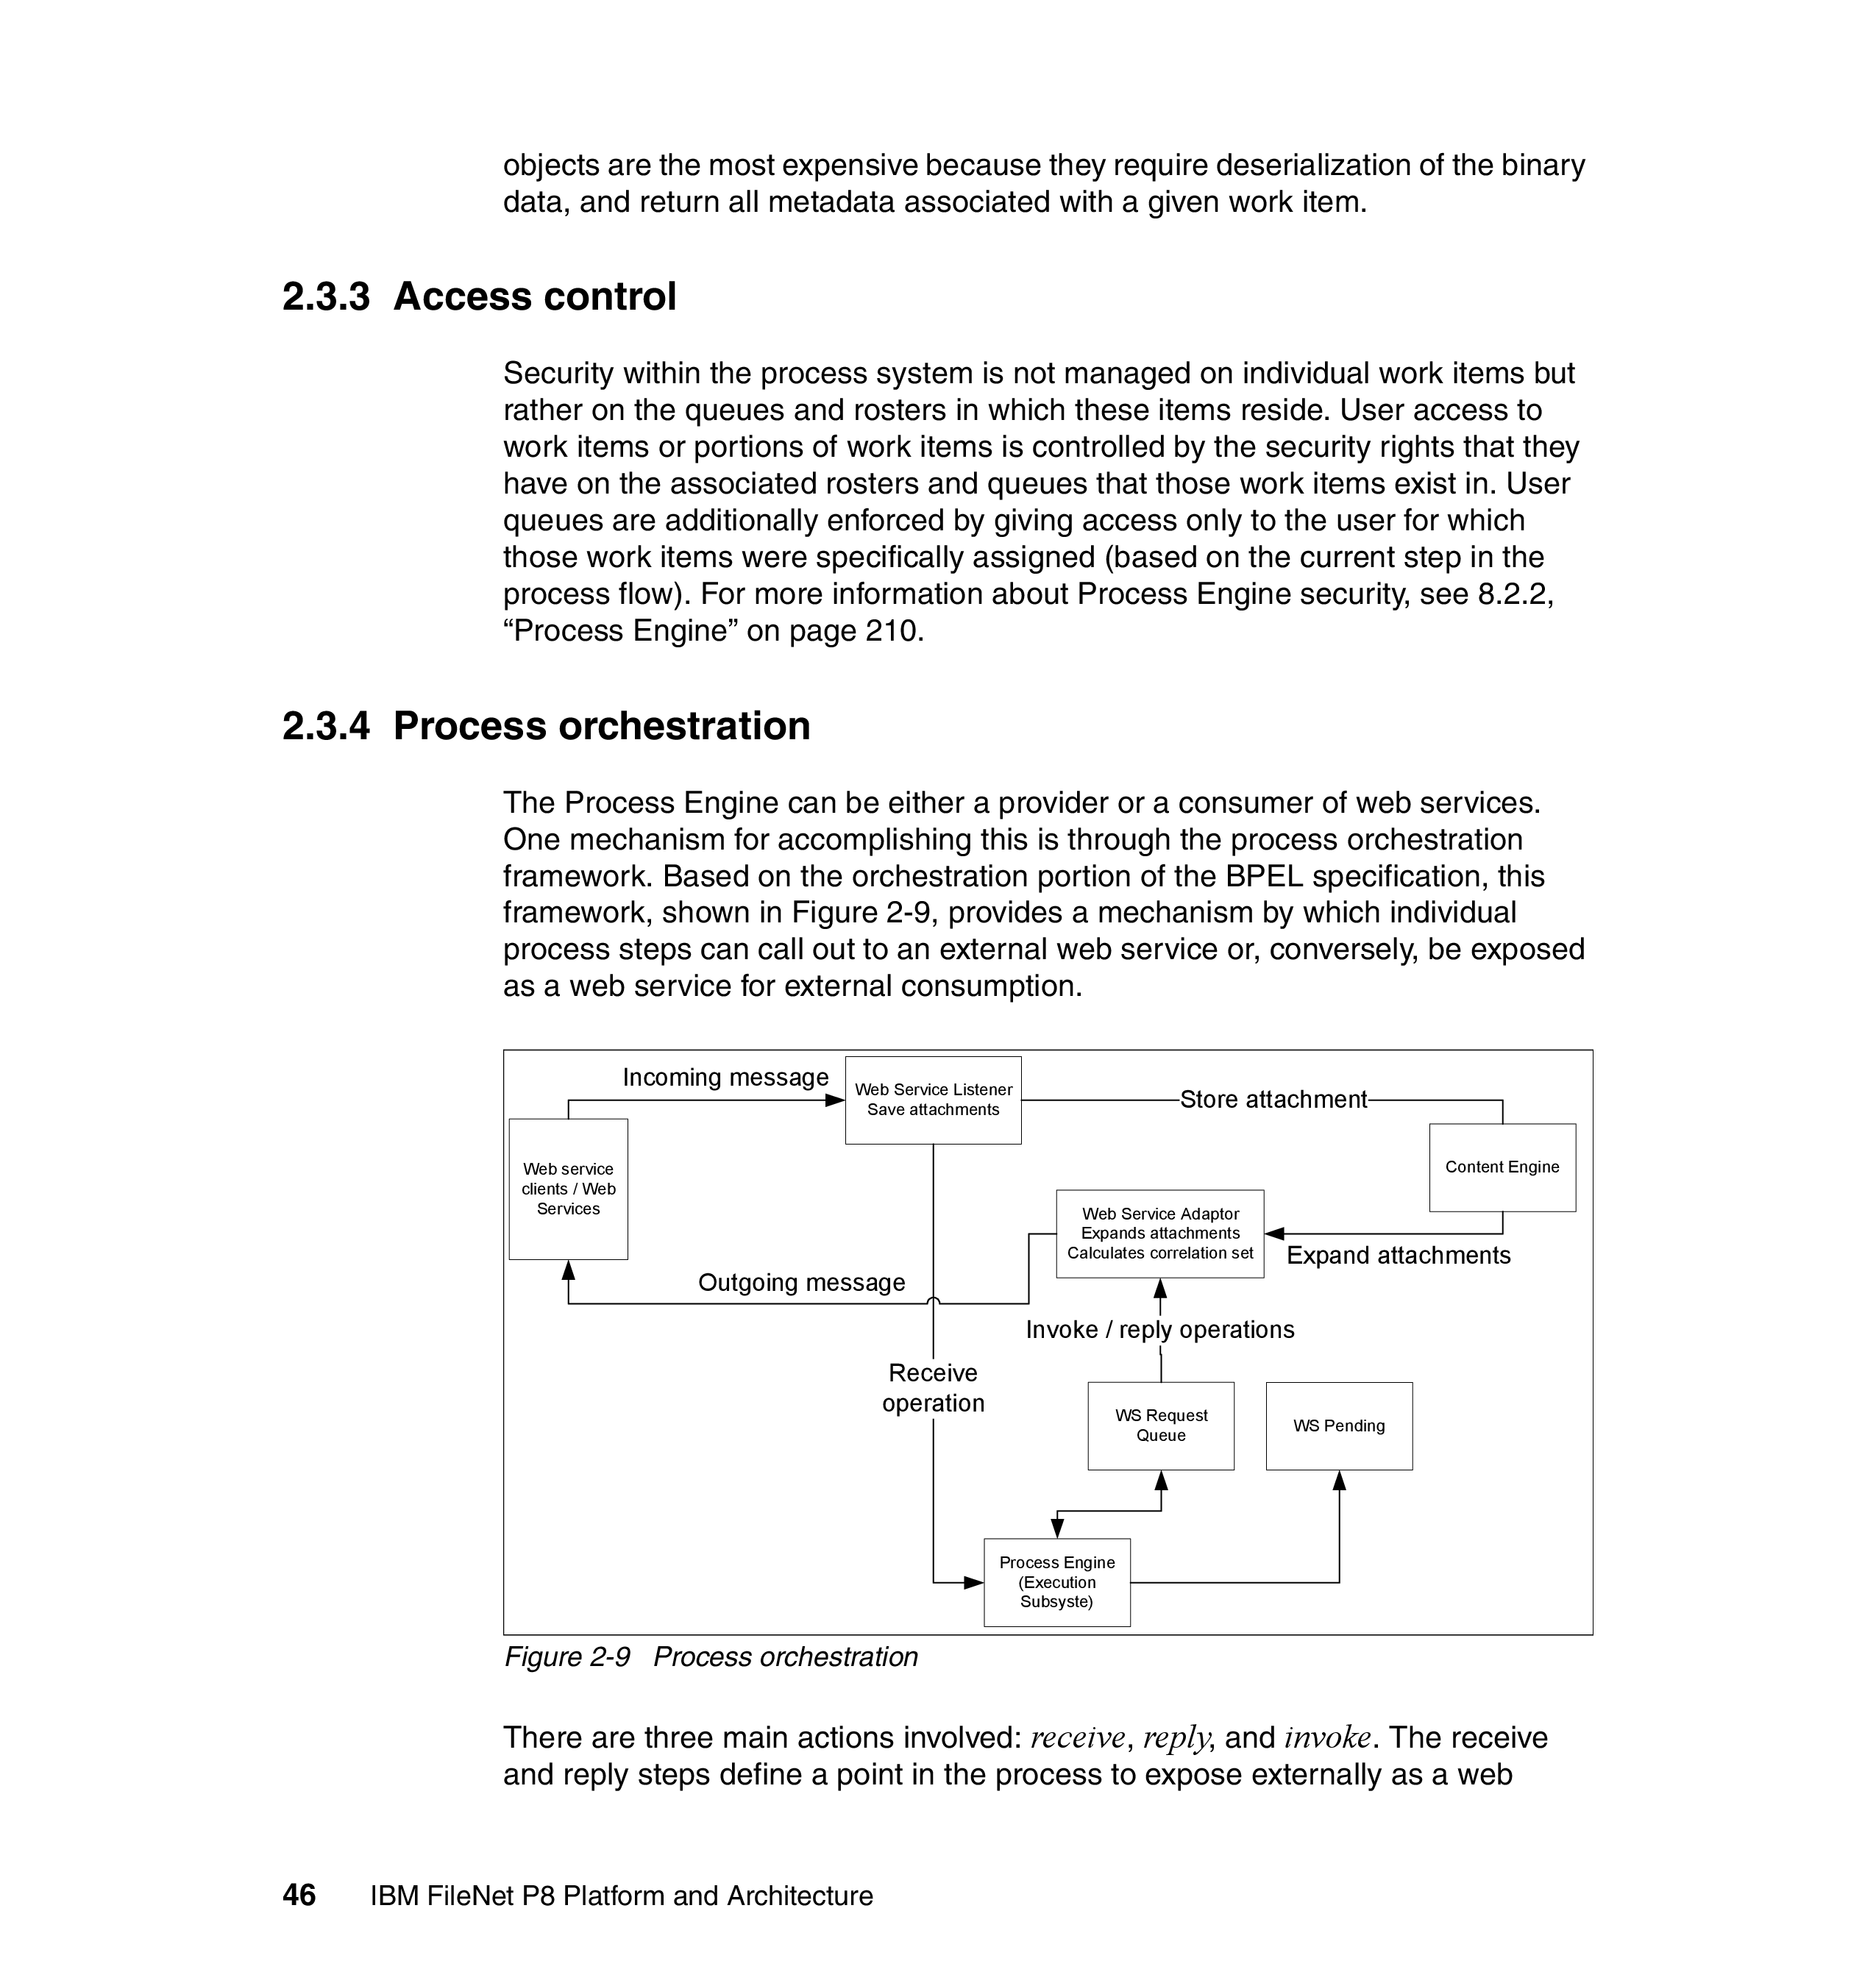 objects are the most expensive because they require deserialization of the binary
data, and return all metadata associated with a given work item.
2.3.3 Access control
Security within the process system is not managed on individual work items but
rather on the queues and rosters in which these items reside. User access to
work items or portions of work items is controlled by the security rights that they
have on the associated rosters and queues that those work items exist in. User
queues are additionally enforced by giving access only to the user for which
those work items were specifically assigned (based on the current step in the
process flow). For more information about Process Engine security, see 8.2.2,
“Process Engine” on page 210.
2.3.4 Process orchestration
The Process Engine can be either a provider or a consumer of web services.
One mechanism for accomplishing this is through the process orchestration
framework. Based on the orchestration portion of the BPEL specification, this
framework, shown in Figure 2-9, provides a mechanism by which individual
process steps can call out to an external web service or, conversely, be exposed
as a web service for external consumption.
Incoming message
Web Service Listener
Save attachments
Store attachment
Web service
clients / Web
Services
Content Engine
Web Service Adaptor
Expands attachments
Calculates correlation set
Expand attachments
Outgoing message
Invoke / reply operations
Receive
operation
WS Request
Queue
WS Pending
Process Engine
(Execution
Subsyste)
Figure 2-9 Process orchestration
There are three main actions involved: receive, reply, and invoke. The receive
and reply steps define a point in the process to expose externally as a web
46 IBM FileNet P8 Platform and Architecture